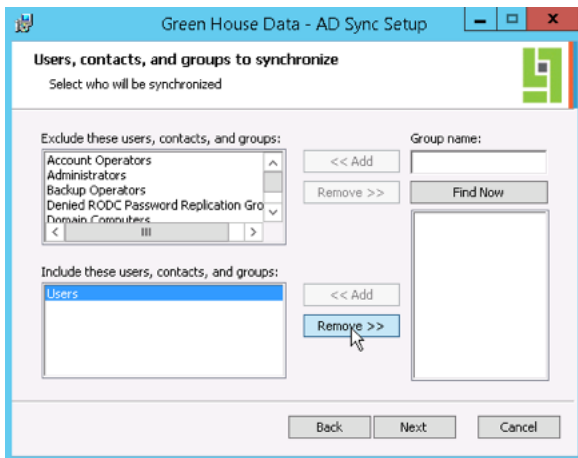 Green House Data - AD Sync Setup
Users, contacts, and groups to synchronize
Select who will be synchronized
Exclude these users, contacts, and groups:
Account Operators
Administrators
Backup Operators
Denied RODC Password Replication Gro
Domain Computers
<< Add
Remove >>
Group name:
Find Now
Include these users, contacts, and groups:
Users
<< Add
Remove >>
Back
Next
Cancel